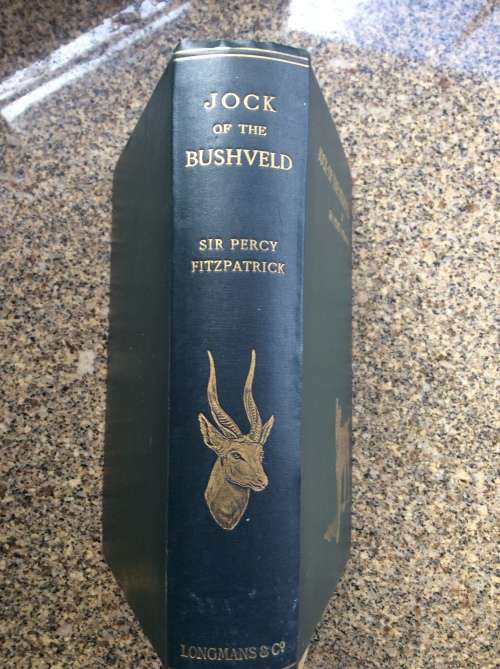 JOCK
OF THE
BUSHVELD
SIR PERCY
FITZPATRICK
LONGMANS & Cº